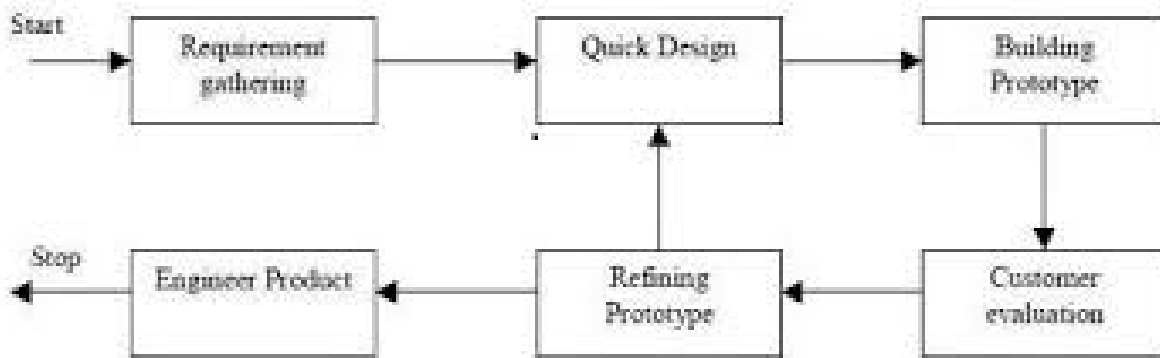 Start
Requirement
gathering
Quick Design
Building
Prototype
Stop
Engineer Product
Refining
Prototype
Customer
evaluation